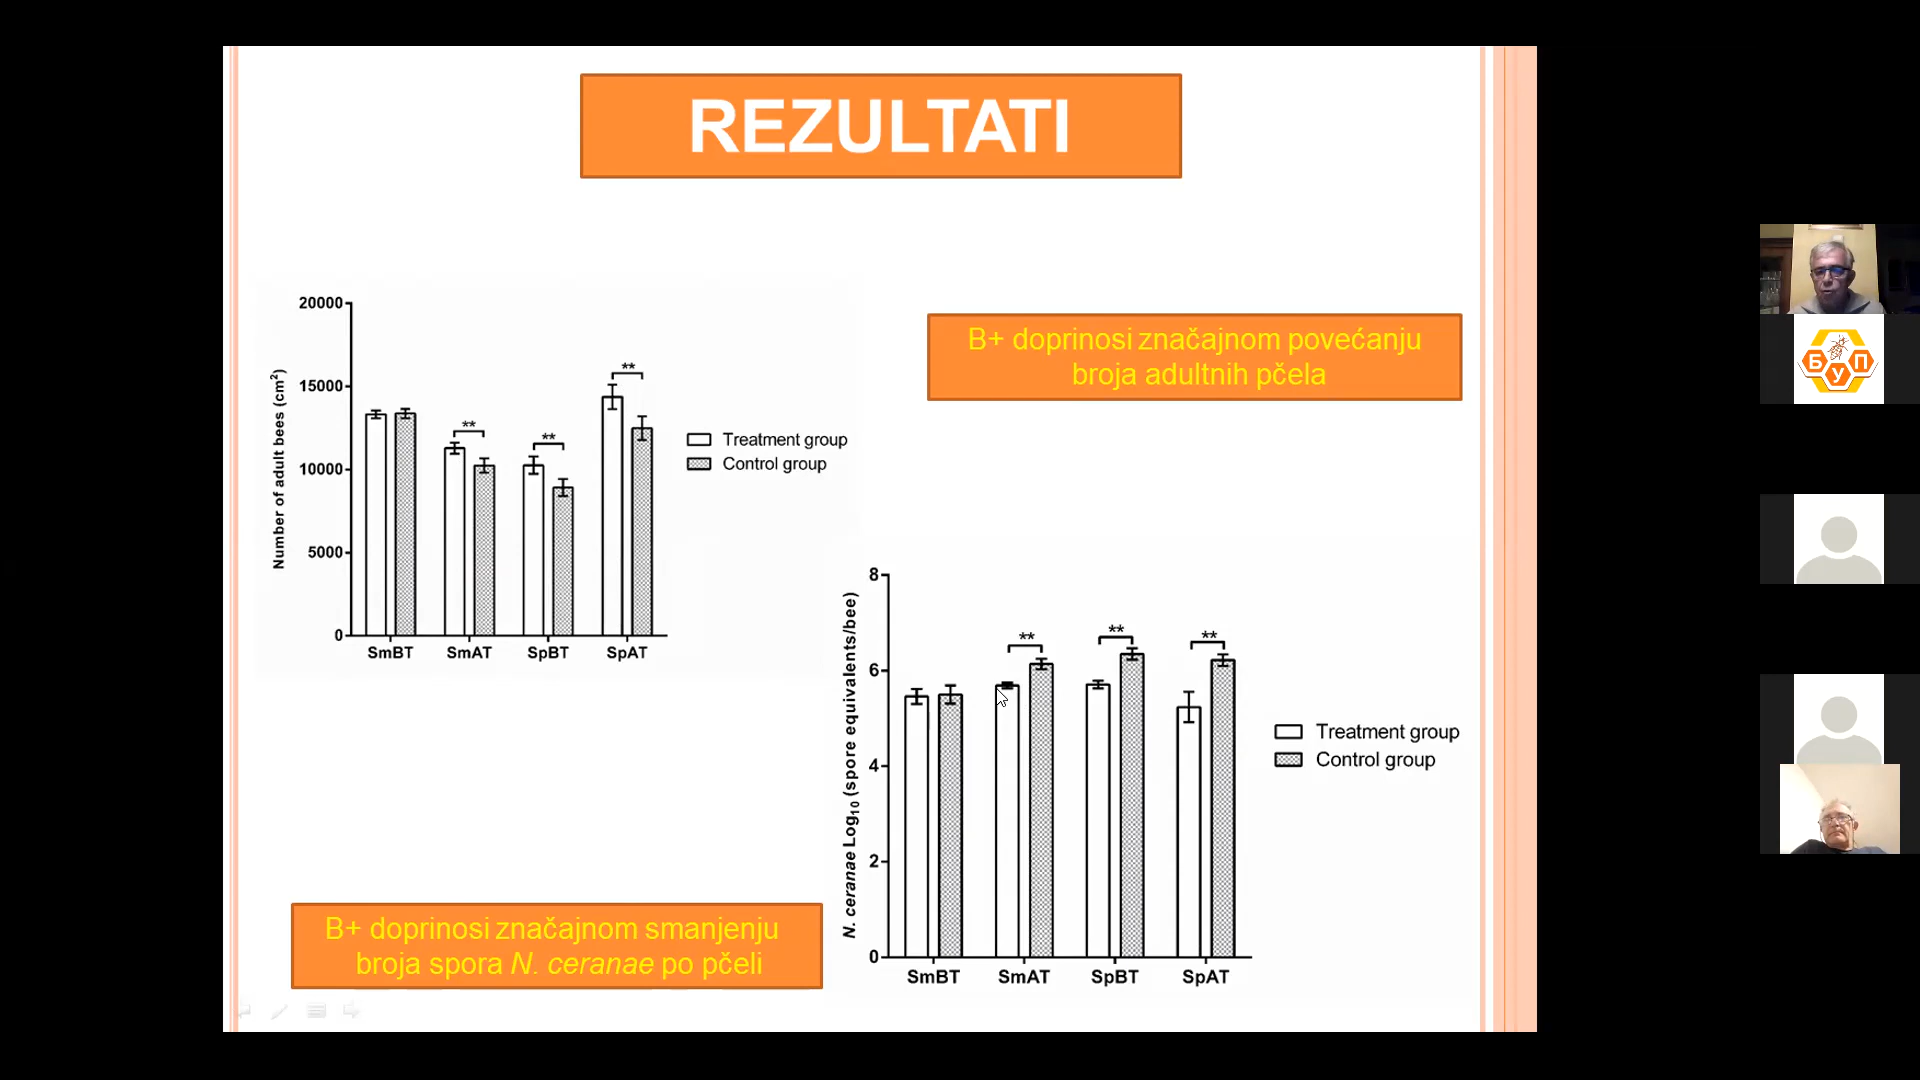 REZULTATI
20000
15000
10000
5000
0
Number of adult bees (cm²)
**
**
**
SmBT SmAT SpBT SpAT
Treatment group
Control group
B+ doprinosi značajnom povećanju
broja adultnih pčela
8
6
4
2
0
N. ceranae Log₁₀ (spore equivalents/bee)
**
**
**
SmBT SmAT SpBT SpAT
Treatment group
Control group
B+ doprinosi značajnom smanjenju
broja spora N. ceranae po pčeli
Б У П